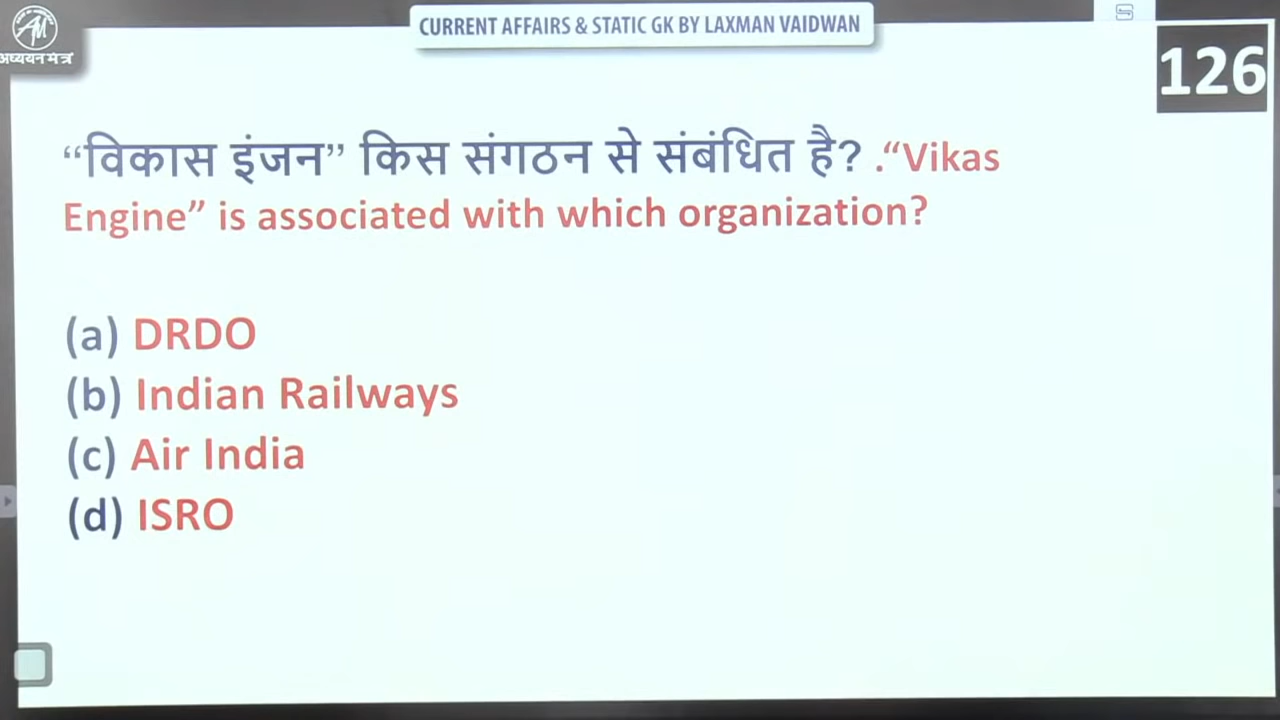 CURRENT AFFAIRS & STATIC GK BY LAXMAN VAIDWAN
अध्ययन मंत्र
126
“विकास इंजन” किस संगठन से संबंधित है? .“Vikas
Engine” is associated with which organization?
(a) DRDO
(b) Indian Railways
(c) Air India
(d) ISRO